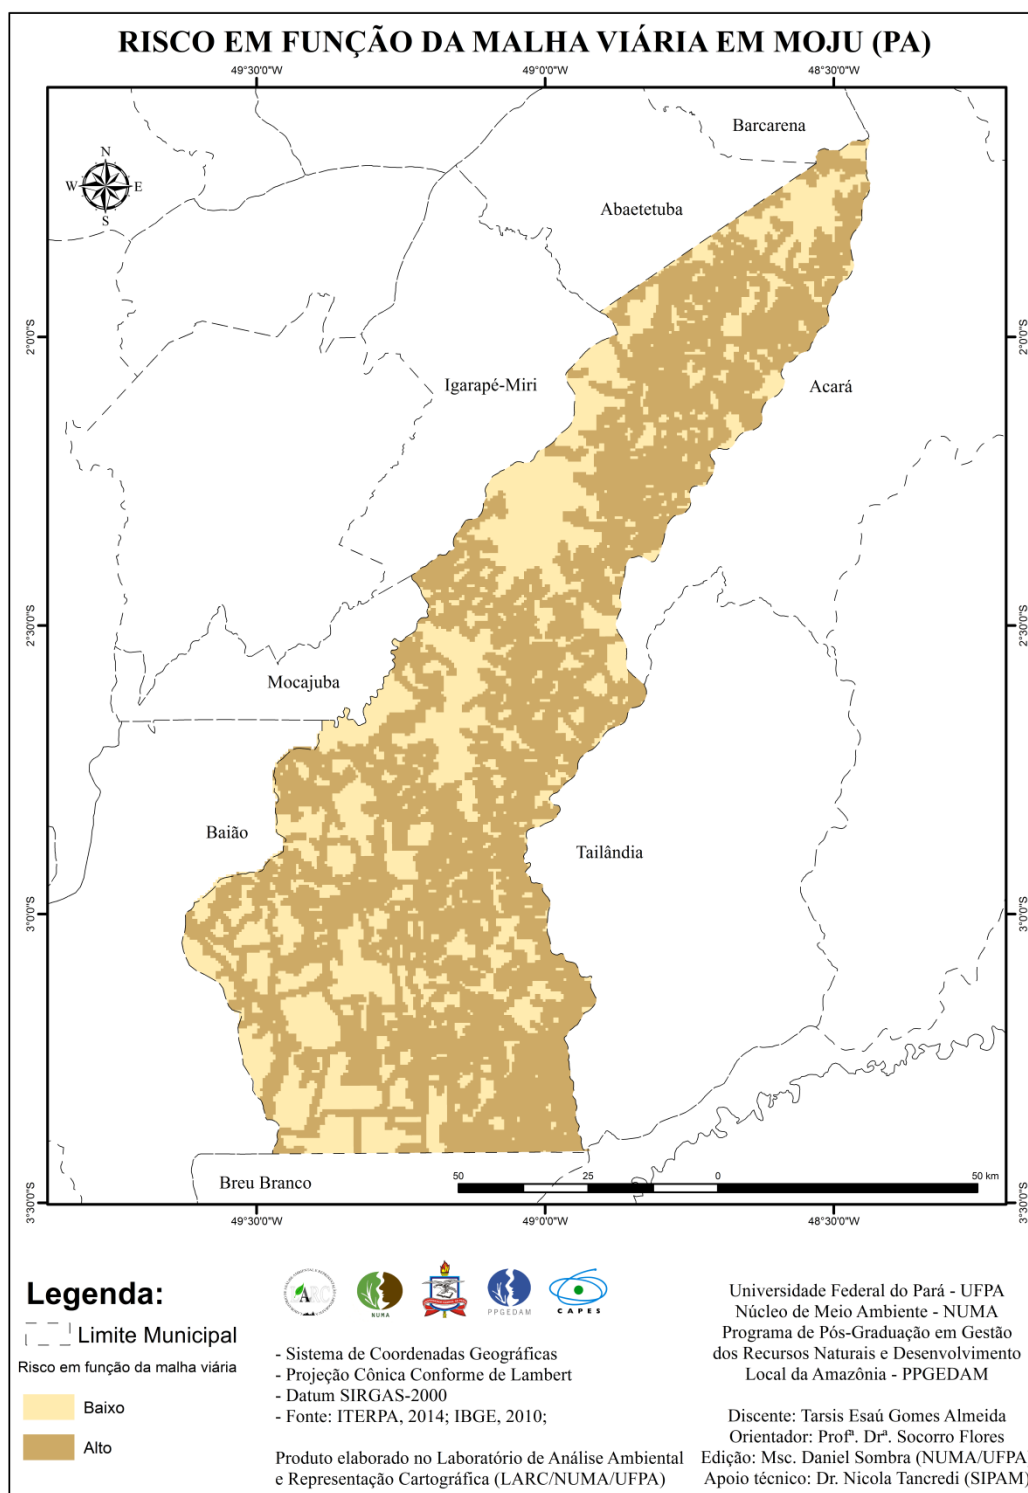 RISCO EM FUNÇÃO DA MALHA VIÁRIA EM MOJU (PA)
49°30'0"W
49°0'0"W
48°30'0"W
Barcarena
N
W
E
S
Abaetetuba
2°0'0"S
2°0'0"S
Igarapé-Miri
Acará
2°30'0"S
2°30'0"S
Mocajuba
Baião
Tailândia
3°0'0"S
3°0'0"S
Breu Branco
50
25
0
50 km
3°30'0"S
3°30'0"S
49°30'0"W
49°0'0"W
48°30'0"W
Legenda:
Limite Municipal
Risco em função da malha viária
Baixo
Alto
LARC
NUMA
PPGEDAM
CAPES
- Sistema de Coordenadas Geográficas
- Projeção Cônica Conforme de Lambert
- Datum SIRGAS-2000
- Fonte: ITERPA, 2014; IBGE, 2010;
Produto elaborado no Laboratório de Análise Ambiental
e Representação Cartográfica (LARC/NUMA/UFPA)
Universidade Federal do Pará - UFPA
Núcleo de Meio Ambiente - NUMA
Programa de Pós-Graduação em Gestão
dos Recursos Naturais e Desenvolvimento
Local da Amazônia - PPGEDAM
Discente: Tarsis Esaú Gomes Almeida
Orientador: Profª. Drª. Socorro Flores
Edição: Msc. Daniel Sombra (NUMA/UFPA)
Apoio técnico: Dr. Nicola Tancredi (SIPAM)